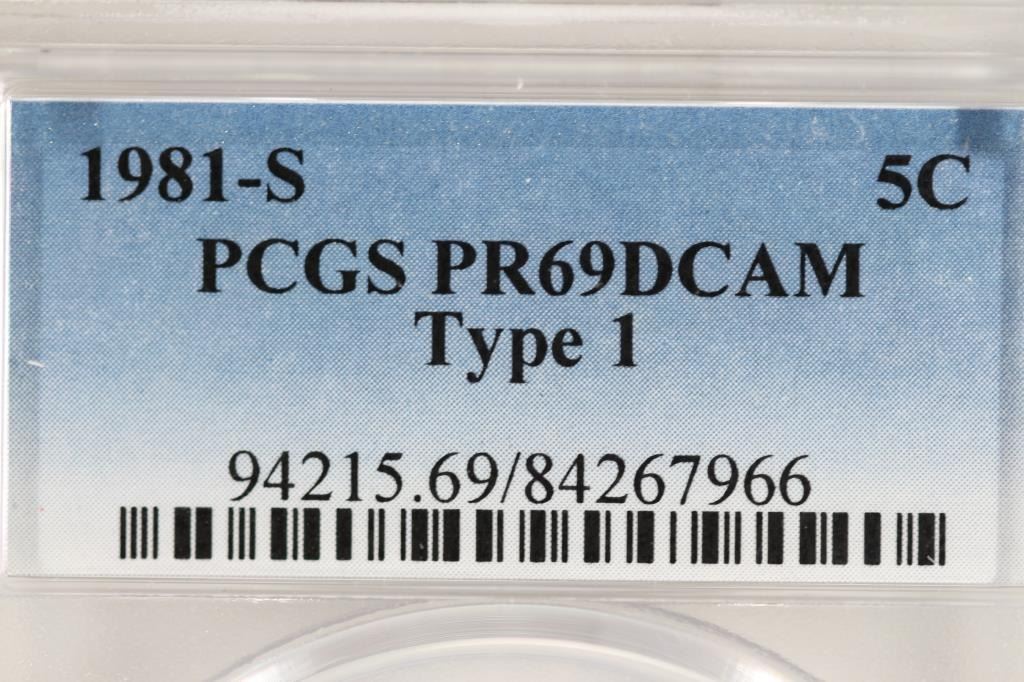 1981-S 5C
PCGS PR69DCAM
Type 1
94215.69/84267966